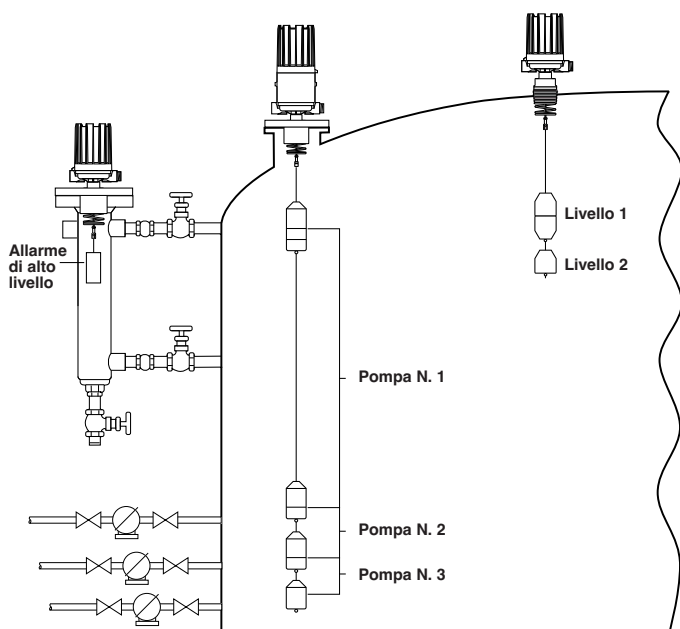 Allarme
di alto
livello
Livello 1
Livello 2
Pompa N. 1
Pompa N. 2
Pompa N. 3